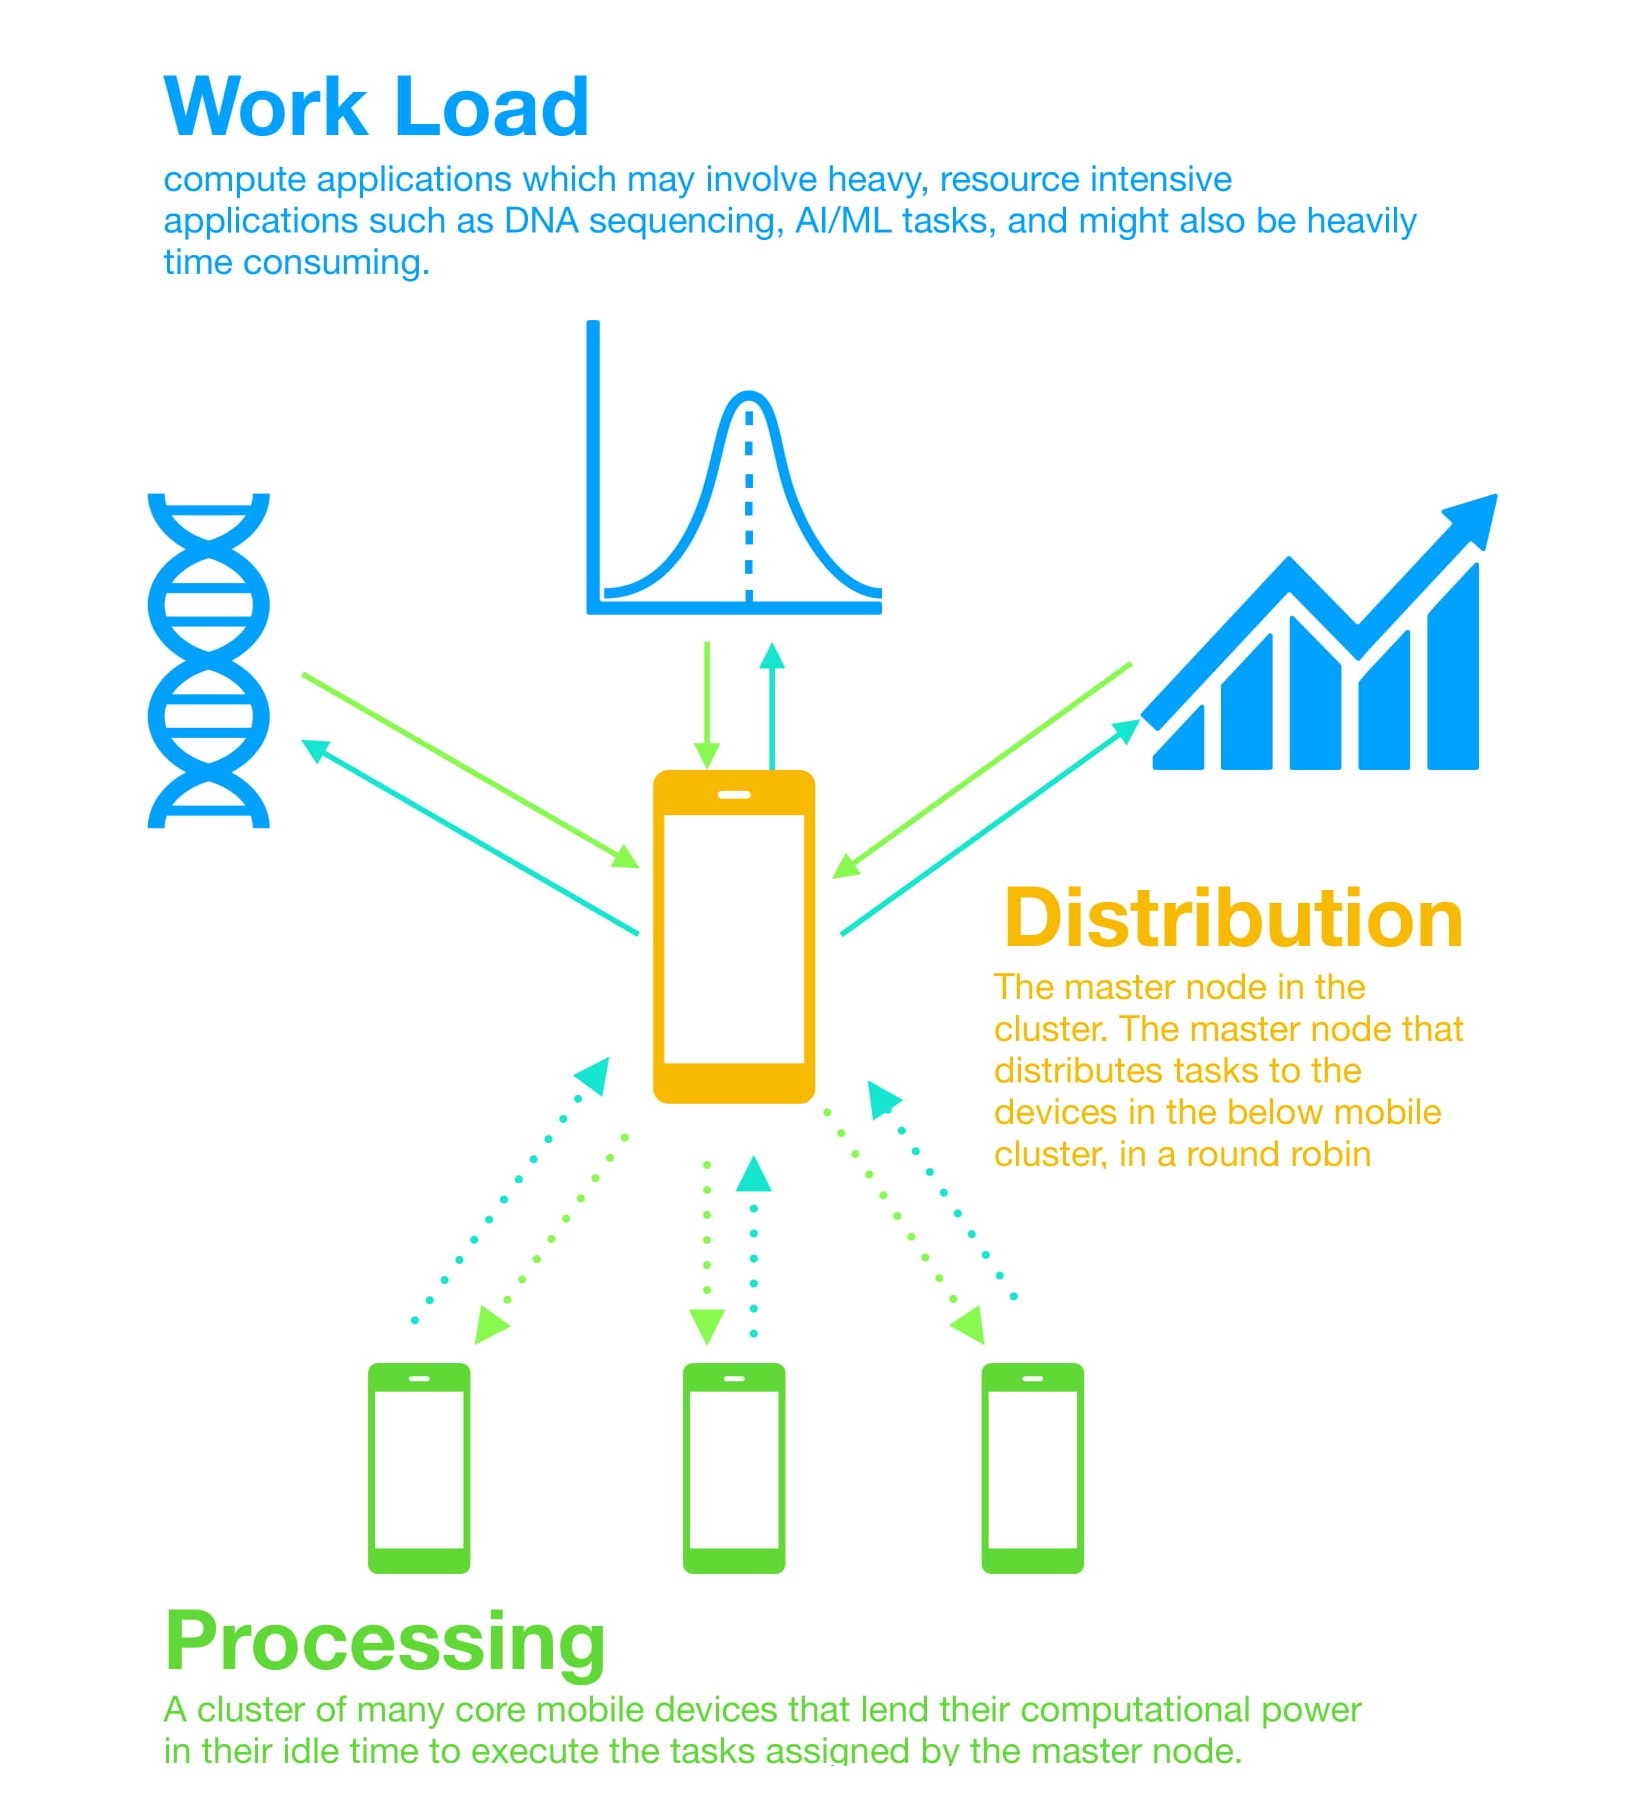 Work Load
compute applications which may involve heavy, resource intensive
applications such as DNA sequencing, AI/ML tasks, and might also be heavily
time consuming.
Distribution
The master node in the
cluster. The master node that
distributes tasks to the
devices in the below mobile
cluster, in a round robin
Processing
A cluster of many core mobile devices that lend their computational power
in their idle time to execute the tasks assigned by the master node.